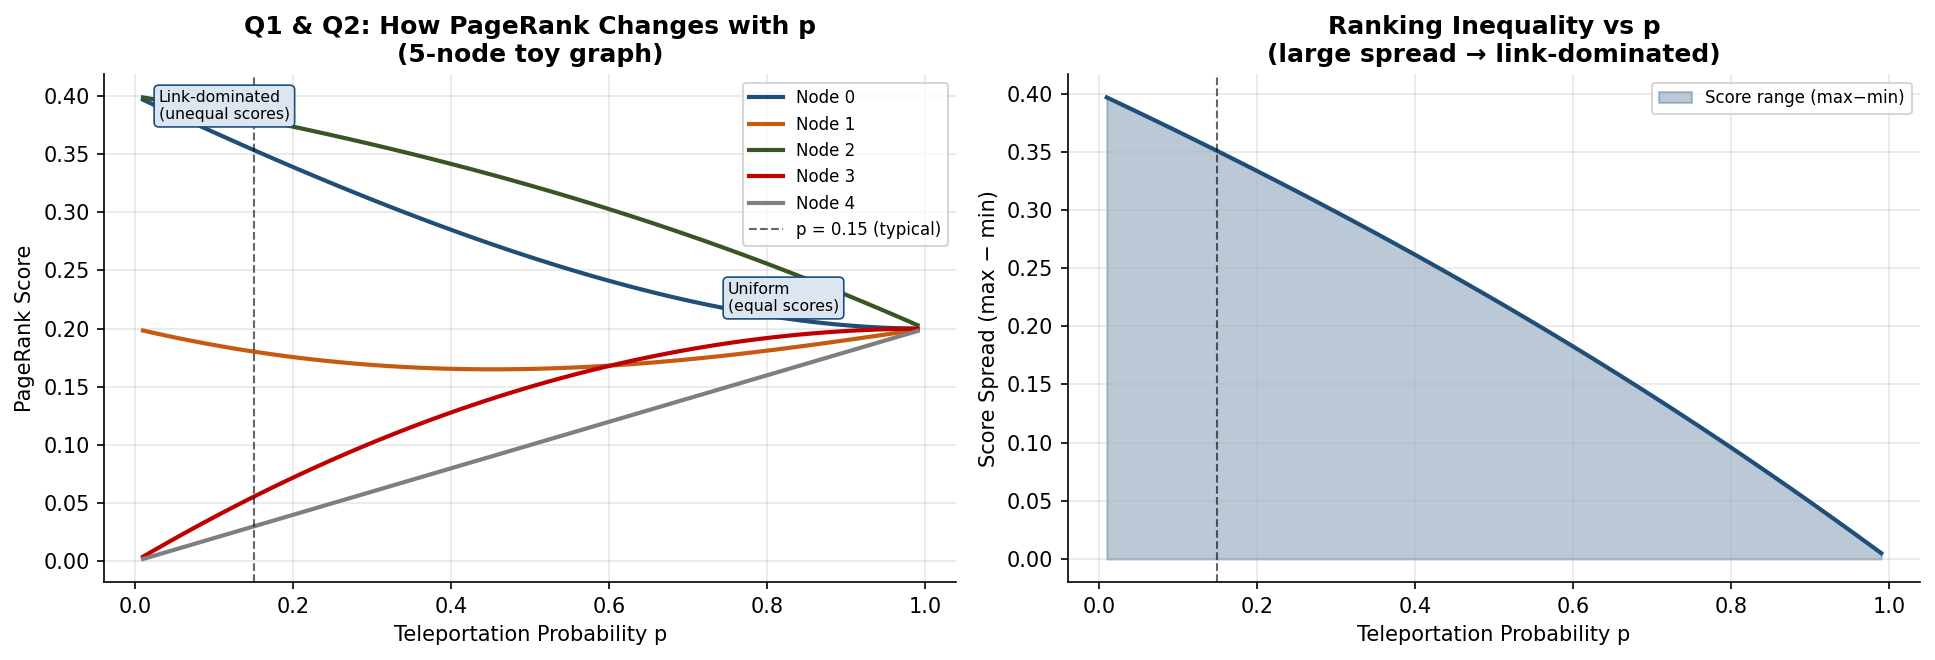 Q1 & Q2: How PageRank Changes with p
(5-node toy graph)
PageRank Score
0.40
0.35
0.30
0.25
0.20
0.15
0.10
0.05
0.00
Link-dominated
(unequal scores)
Node 0
Node 1
Node 2
Node 3
Node 4
p = 0.15 (typical)
Uniform
(equal scores)
0.0 0.2 0.4 0.6 0.8 1.0
Teleportation Probability p
Ranking Inequality vs p
(large spread → link-dominated)
Score Spread (max − min)
0.40
0.35
0.30
0.25
0.20
0.15
0.10
0.05
0.00
Score range (max−min)
0.0 0.2 0.4 0.6 0.8 1.0
Teleportation Probability p